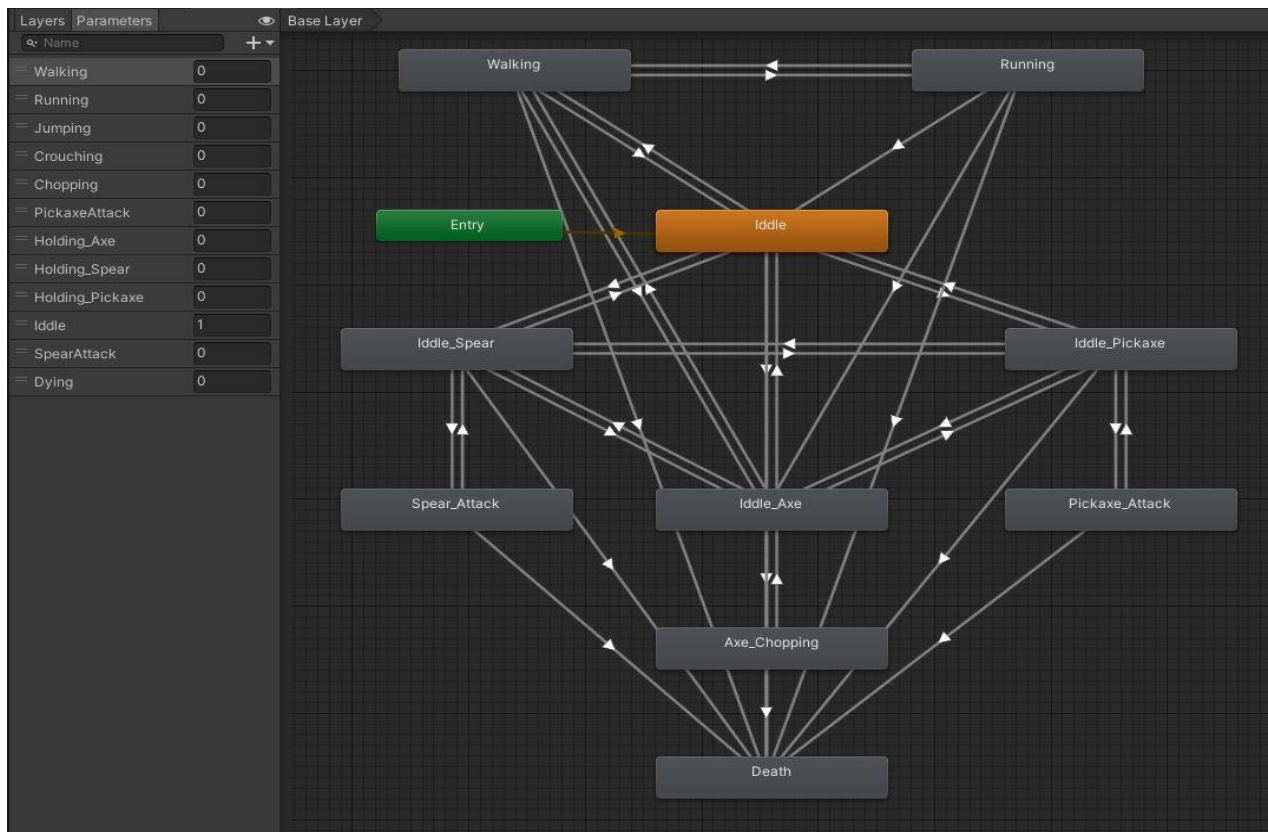 Layers Parameters
Base Layer
Name
Walking 0
Running 0
Jumping 0
Crouching 0
Chopping 0
PickaxeAttack 0
Holding_Axe 0
Holding_Spear 0
Holding_Pickaxe 0
Iddle 1
SpearAttack 0
Dying 0
Walking
Running
Entry
Iddle
Iddle_Spear
Iddle_Pickaxe
Spear_Attack
Iddle_Axe
Pickaxe_Attack
Axe_Chopping
Death